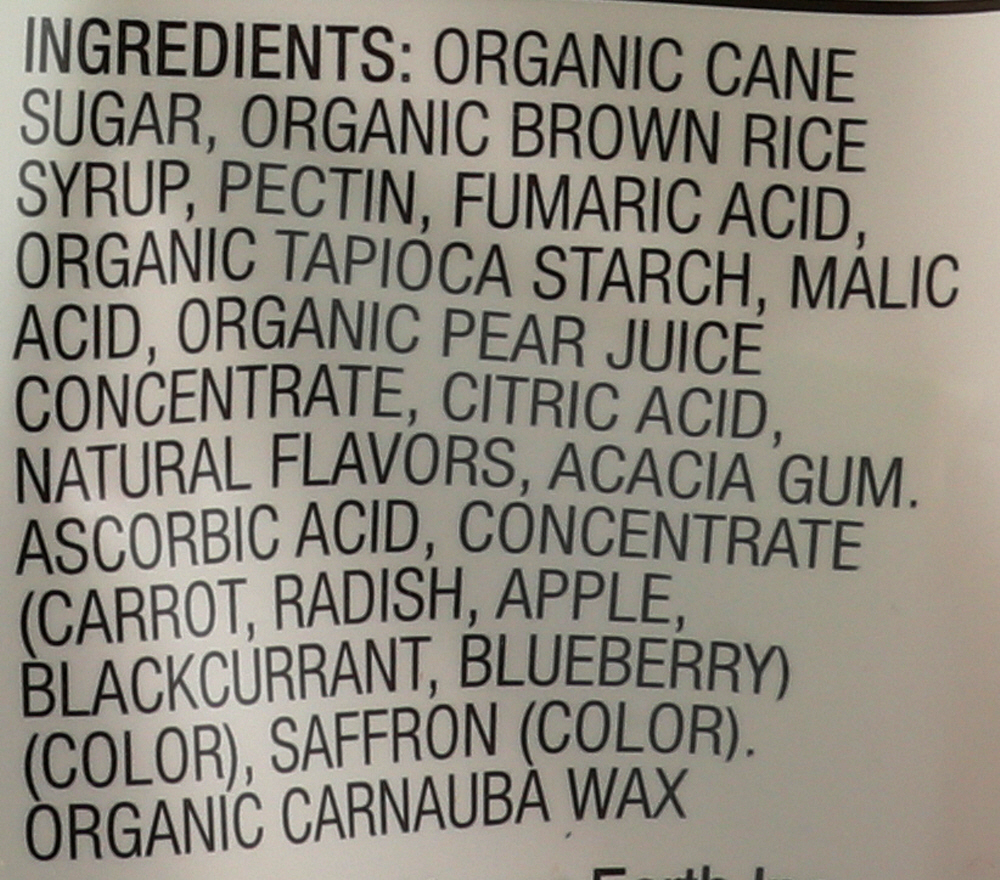 INGREDIENTS: ORGANIC CANE
SUGAR, ORGANIC BROWN RICE
SYRUP, PECTIN, FUMARIC ACID,
ORGANIC TAPIOCA STARCH, MALIC
ACID, ORGANIC PEAR JUICE
CONCENTRATE, CITRIC ACID,
NATURAL FLAVORS, ACACIA GUM.
ASCORBIC ACID, CONCENTRATE
(CARROT, RADISH, APPLE,
BLACKCURRANT, BLUEBERRY)
(COLOR), SAFFRON (COLOR).
ORGANIC CARNAUBA WAX